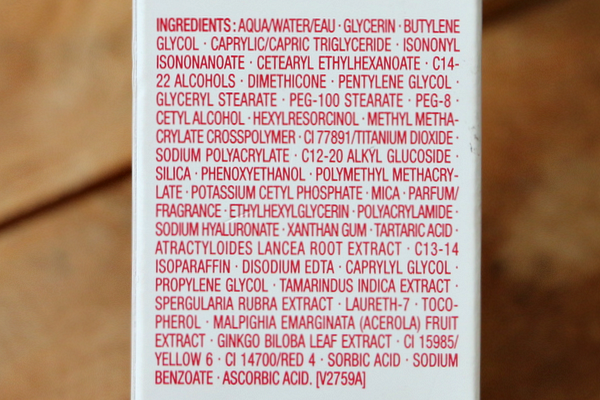 INGREDIENTS: AQUA/WATER/EAU · GLYCERIN · BUTYLENE
GLYCOL · CAPRYLIC/CAPRIC TRIGLYCERIDE · ISONONYL
ISONONANOATE · CETEARYL ETHYLHEXANOATE · C14-
22 ALCOHOLS · DIMETHICONE · PENTYLENE GLYCOL ·
GLYCERYL STEARATE · PEG-100 STEARATE · PEG-8 ·
CETYL ALCOHOL · HEXYLRESORCINOL · METHYL METHA-
CRYLATE CROSSPOLYMER · CI 77891/TITANIUM DIOXIDE ·
SODIUM POLYACRYLATE · C12-20 ALKYL GLUCOSIDE ·
SILICA · PHENOXYETHANOL · POLYMETHYL METHACRY-
LATE · POTASSIUM CETYL PHOSPHATE · MICA · PARFUM/
FRAGRANCE · ETHYLHEXYLGLYCERIN · POLYACRYLAMIDE ·
SODIUM HYALURONATE · XANTHAN GUM · TARTARIC ACID ·
ATRACTYLOIDES LANCEA ROOT EXTRACT · C13-14
ISOPARAFFIN · DISODIUM EDTA · CAPRYLYL GLYCOL ·
PROPYLENE GLYCOL · TAMARINDUS INDICA EXTRACT ·
SPERGULARIA RUBRA EXTRACT · LAURETH-7 · TOCO-
PHEROL · MALPIGHIA EMARGINATA (ACEROLA) FRUIT
EXTRACT · GINKGO BILOBA LEAF EXTRACT · CI 15985/
YELLOW 6 · CI 14700/RED 4 · SORBIC ACID · SODIUM
BENZOATE · ASCORBIC ACID. [V2759A]